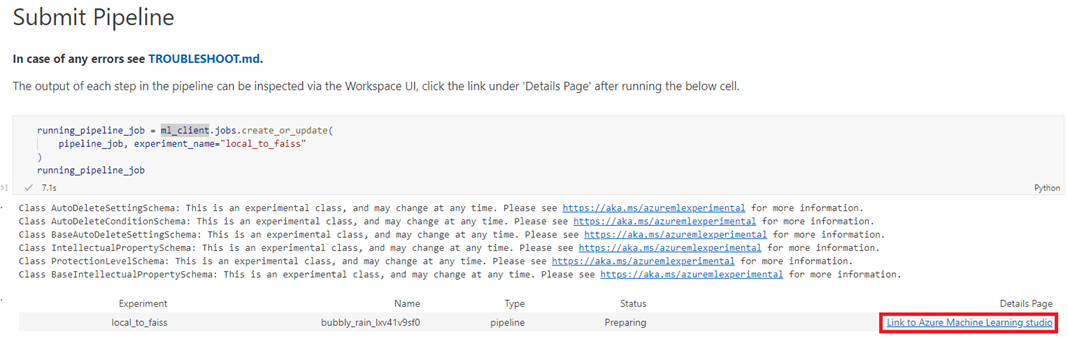 Submit Pipeline
In case of any errors see TROUBLESHOOT.md.
The output of each step in the pipeline can be inspected via the Workspace UI, click the link under 'Details Page' after running the below cell.
running_pipeline_job = ml_client.jobs.create_or_update(
    pipeline_job, experiment_name="local_to_faiss"
)
running_pipeline_job
✓ 7.1s Python
Class AutoDeleteSettingSchema: This is an experimental class, and may change at any time. Please see https://aka.ms/azuremlexperimental for more information.
Class AutoDeleteConditionSchema: This is an experimental class, and may change at any time. Please see https://aka.ms/azuremlexperimental for more information.
Class BaseAutoDeleteSettingSchema: This is an experimental class, and may change at any time. Please see https://aka.ms/azuremlexperimental for more information.
Class IntellectualPropertySchema: This is an experimental class, and may change at any time. Please see https://aka.ms/azuremlexperimental for more information.
Class ProtectionLevelSchema: This is an experimental class, and may change at any time. Please see https://aka.ms/azuremlexperimental for more information.
Class BaseIntellectualPropertySchema: This is an experimental class, and may change at any time. Please see https://aka.ms/azuremlexperimental for more information.
Experiment Name Type Status Details Page
local_to_faiss bubbly_rain_lxv41v9sf0 pipeline Preparing Link to Azure Machine Learning studio